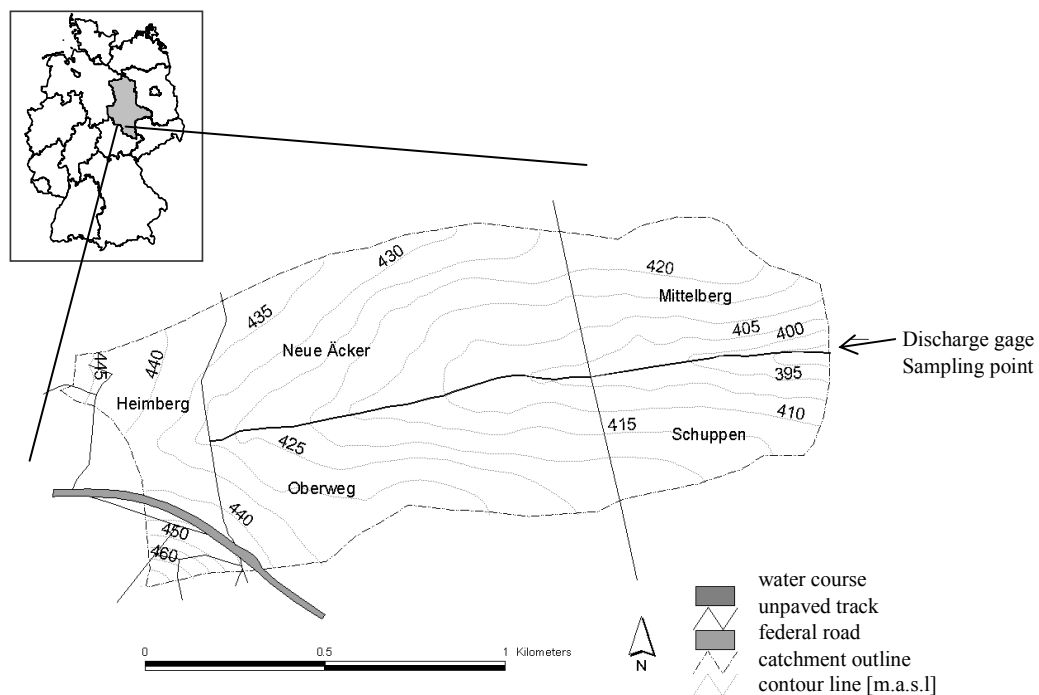 430
420
Mittelberg
435
405
400
Discharge gage
Sampling point
Neue Äcker
445
440
395
Heimberg
410
415
Schuppen
425
Oberweg
440
450
460
water course
unpaved track
federal road
catchment outline
contour line [m.a.s.l]
0 0.5 1 Kilometers
N